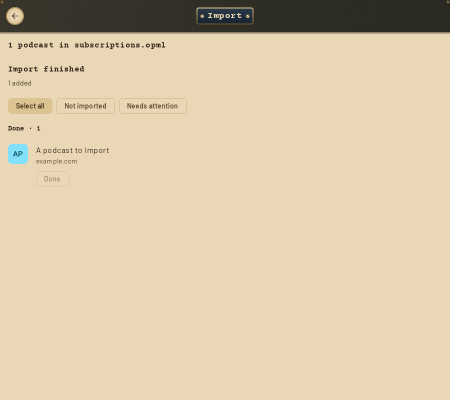 Import
1 podcast in subscriptions.opml
Import finished
1 added
Select all
Not imported
Needs attention
Done · 1
AP
A podcast to import
example.com
Done